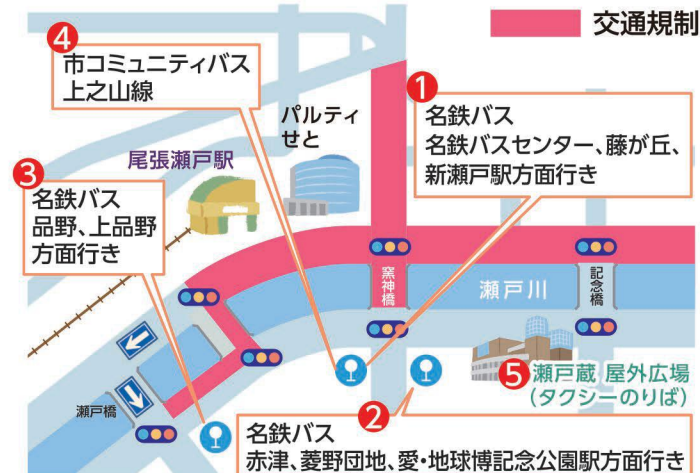 交通規制
④
市コミュニティバス
上之山線
①
名鉄バス
名鉄バスセンター、藤が丘、
新瀬戸駅方面行き
パルティ
せと
尾張瀬戸駅
③
名鉄バス
品野、上品野
方面行き
窯神橋
瀬戸川
記念橋
瀬戸橋
⑤瀬戸蔵 屋外広場
(タクシーのりば)
②
名鉄バス
赤津、菱野団地、愛・地球博記念公園駅方面行き